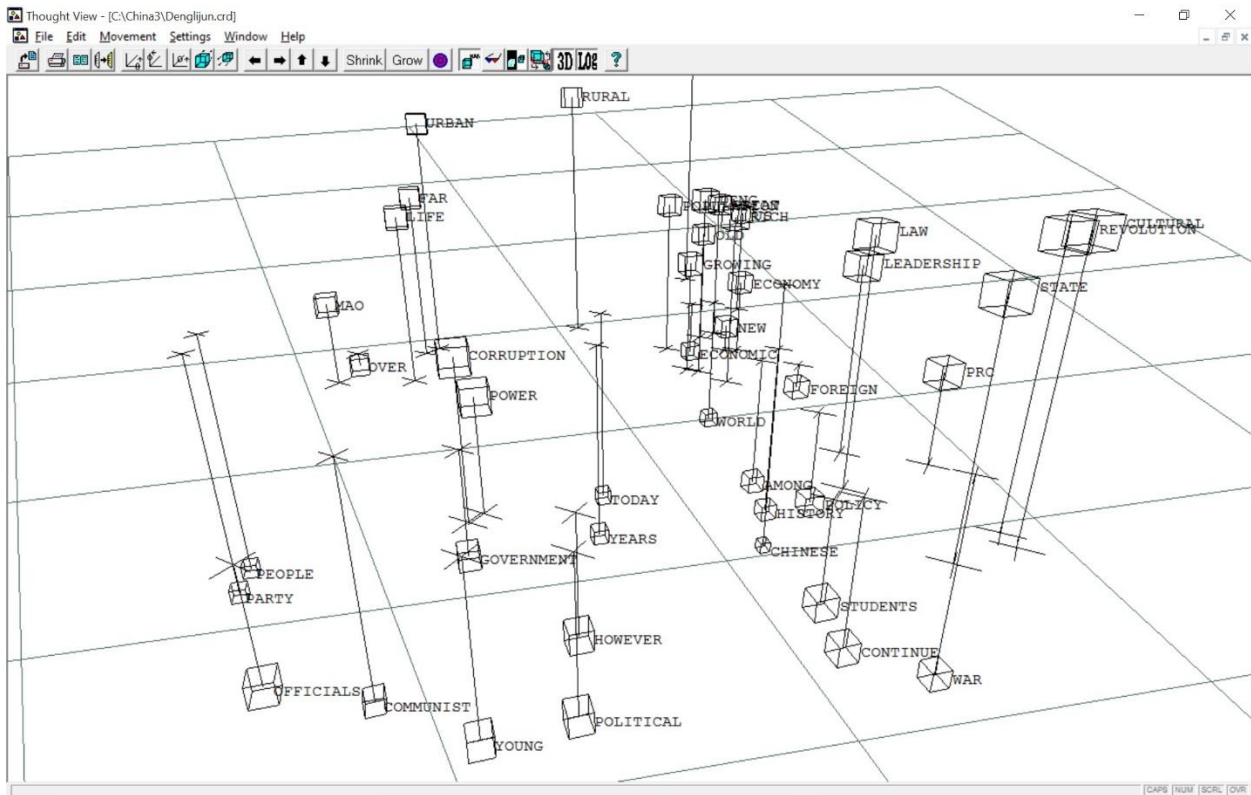 Thought View - [C:\China3\Denglijun.crd]
File Edit Movement Settings Window Help
Shrink Grow 3D LOG ?
RURAL
URBAN
FAR
LIFE
OLD
CULTURAL
REVOLUTION
LAW
GROWING
LEADERSHIP
ECONOMY
STATE
MAO
NEW
CORRUPTION
ECONOMIC
OVER
PRC
POWER
FOREIGN
WORLD
AMONG
TODAY
POLICY
HISTORY
YEARS
CHINESE
GOVERNMENT
PEOPLE
PARTY
STUDENTS
HOWEVER
CONTINUE
WAR
OFFICIALS
COMMUNIST
POLITICAL
YOUNG
CAPS NUM SCRL OVR